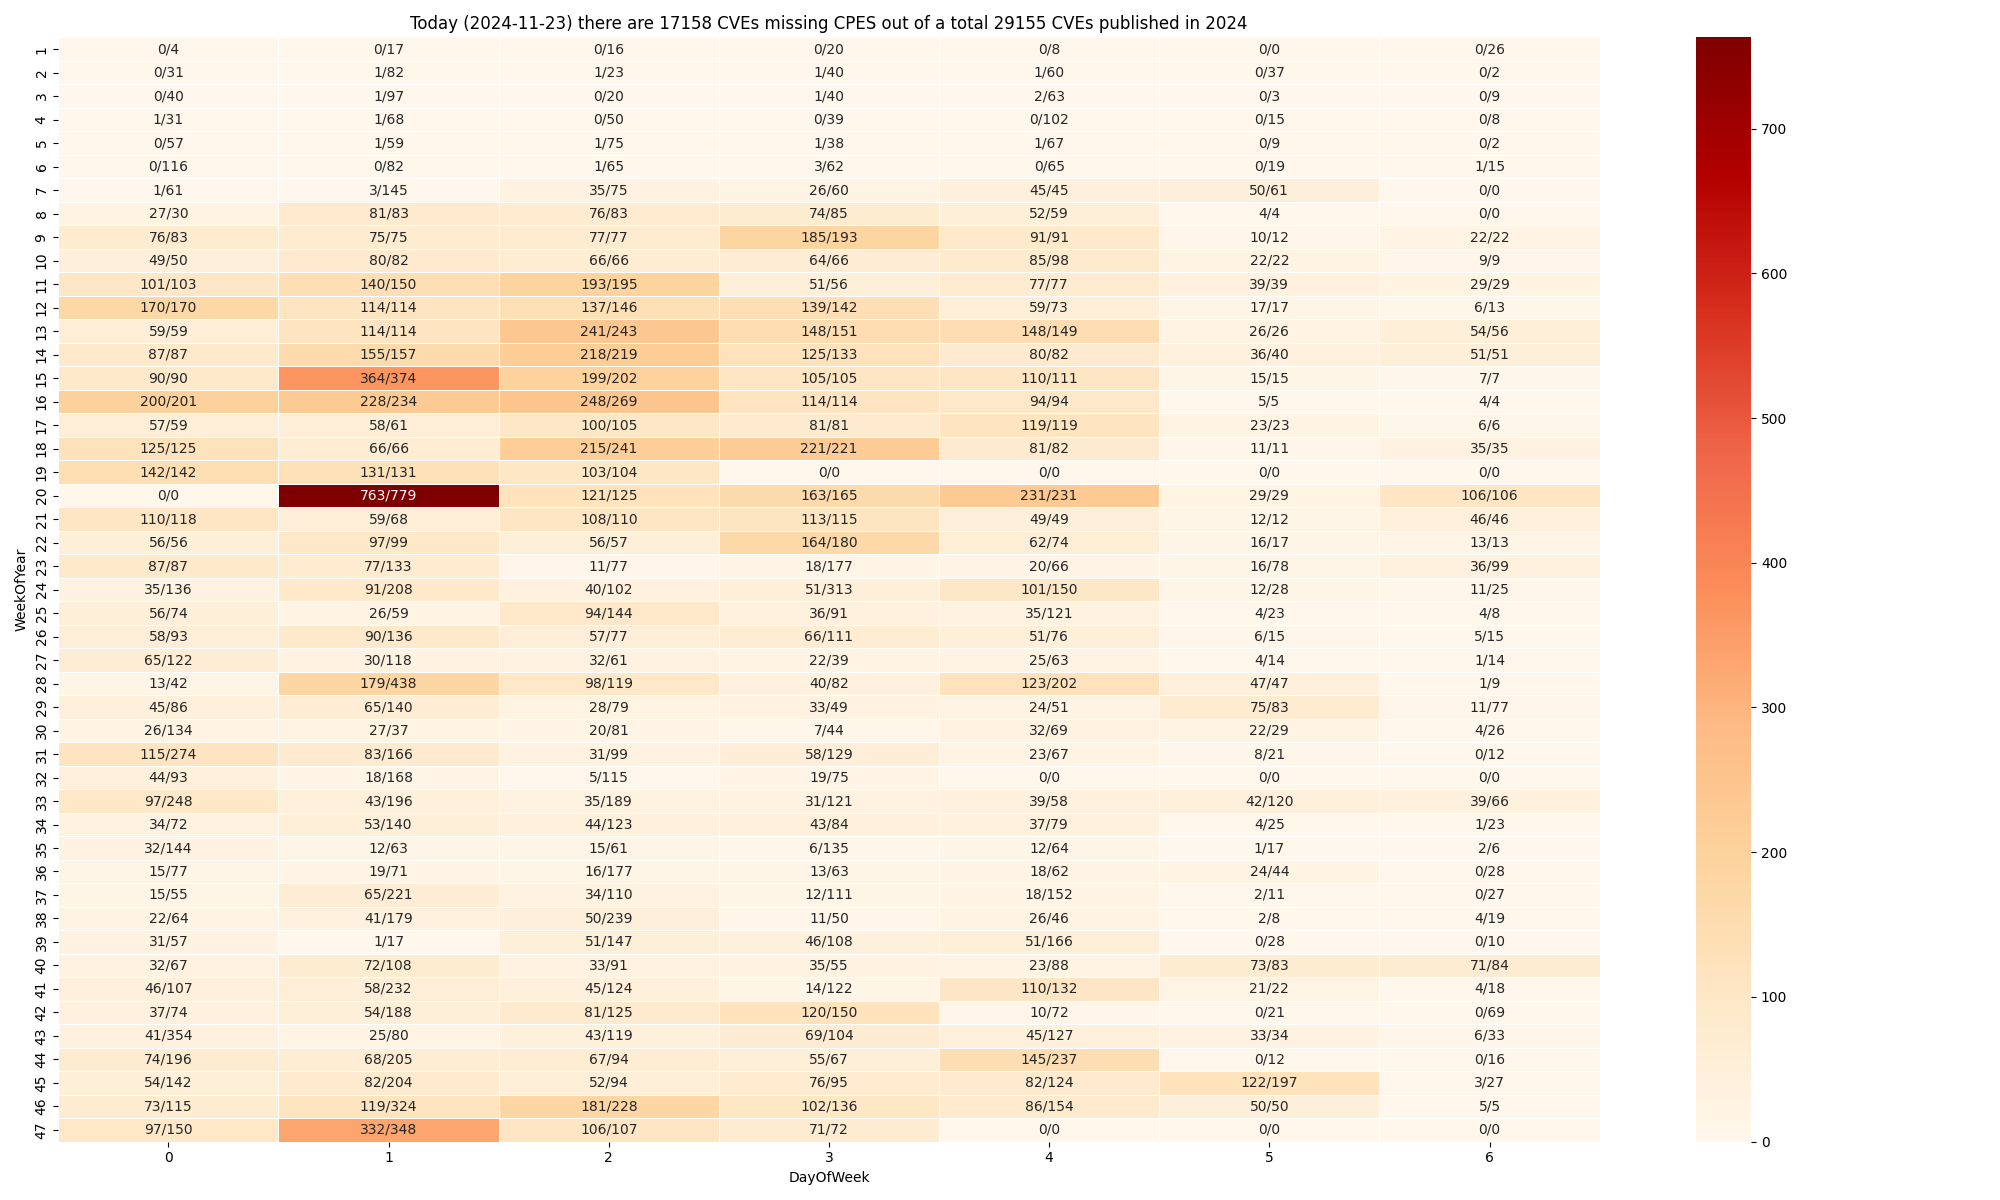 Today (2024-11-23) there are 17158 CVEs missing CPES out of a total 29155 CVEs published in 2024
1 0/4 0/17 0/16 0/20 0/8 0/0 0/26
2 0/31 1/82 1/23 1/40 1/60 0/37 0/2
3 0/40 1/97 0/20 1/40 2/63 0/3 0/9
4 1/31 1/68 0/50 0/39 0/102 0/15 0/8
5 0/57 1/59 1/75 1/38 1/67 0/9 0/2
6 0/116 0/82 1/65 3/62 0/65 0/19 1/15
7 1/61 3/145 35/75 26/60 45/45 50/61 0/0
8 27/30 81/83 76/83 74/85 52/59 4/4 0/0
9 76/83 75/75 77/77 185/193 91/91 10/12 22/22
10 49/50 80/82 66/66 64/66 85/98 22/22 9/9
11 101/103 140/150 193/195 51/56 77/77 39/39 29/29
12 170/170 114/114 137/146 139/142 59/73 17/17 6/13
13 59/59 114/114 241/243 148/151 148/149 26/26 54/56
14 87/87 155/157 218/219 125/133 80/82 36/40 51/51
15 90/90 364/374 199/202 105/105 110/111 15/15 7/7
16 200/201 228/234 248/269 114/114 94/94 5/5 4/4
17 57/59 58/61 100/105 81/81 119/119 23/23 6/6
18 125/125 66/66 215/241 221/221 81/82 11/11 35/35
19 142/142 131/131 103/104 0/0 0/0 0/0 0/0
20 0/0 763/779 121/125 163/165 231/231 29/29 106/106
21 110/118 59/68 108/110 113/115 49/49 12/12 46/46
22 56/56 97/99 56/57 164/180 62/74 16/17 13/13
23 87/87 77/133 11/77 18/177 20/66 16/78 36/99
24 35/136 91/208 40/102 51/313 101/150 12/28 11/25
25 56/74 26/59 94/144 36/91 35/121 4/23 4/8
26 58/93 90/136 57/77 66/111 51/76 6/15 5/15
27 65/122 30/118 32/61 22/39 25/63 4/14 1/14
28 13/42 179/438 98/119 40/82 123/202 47/47 1/9
29 45/86 65/140 28/79 33/49 24/51 75/83 11/77
30 26/134 27/37 20/81 7/44 32/69 22/29 4/26
31 115/274 83/166 31/99 58/129 23/67 8/21 0/12
32 44/93 18/168 5/115 19/75 0/0 0/0 0/0
33 97/248 43/196 35/189 31/121 39/58 42/120 39/66
34 34/72 53/140 44/123 43/84 37/79 4/25 1/23
35 32/144 12/63 15/61 6/135 12/64 1/17 2/6
36 15/77 19/71 16/177 13/63 18/62 24/44 0/28
37 15/55 65/221 34/110 12/111 18/152 2/11 0/27
38 22/64 41/179 50/239 11/50 26/46 2/8 4/19
39 31/57 1/17 51/147 46/108 51/166 0/28 0/10
40 32/67 72/108 33/91 35/55 23/88 73/83 71/84
41 46/107 58/232 45/124 14/122 110/132 21/22 4/18
42 37/74 54/188 81/125 120/150 10/72 0/21 0/69
43 41/354 25/80 43/119 69/104 45/127 33/34 6/33
44 74/196 68/205 67/94 55/67 145/237 0/12 0/16
45 54/142 82/204 52/94 76/95 82/124 122/197 3/27
46 73/115 119/324 181/228 102/136 86/154 50/50 5/5
47 97/150 332/348 106/107 71/72 0/0 0/0 0/0
0 1 2 3 4 5 6
DayOfWeek
WeekOfYear
700
600
500
400
300
200
100
0